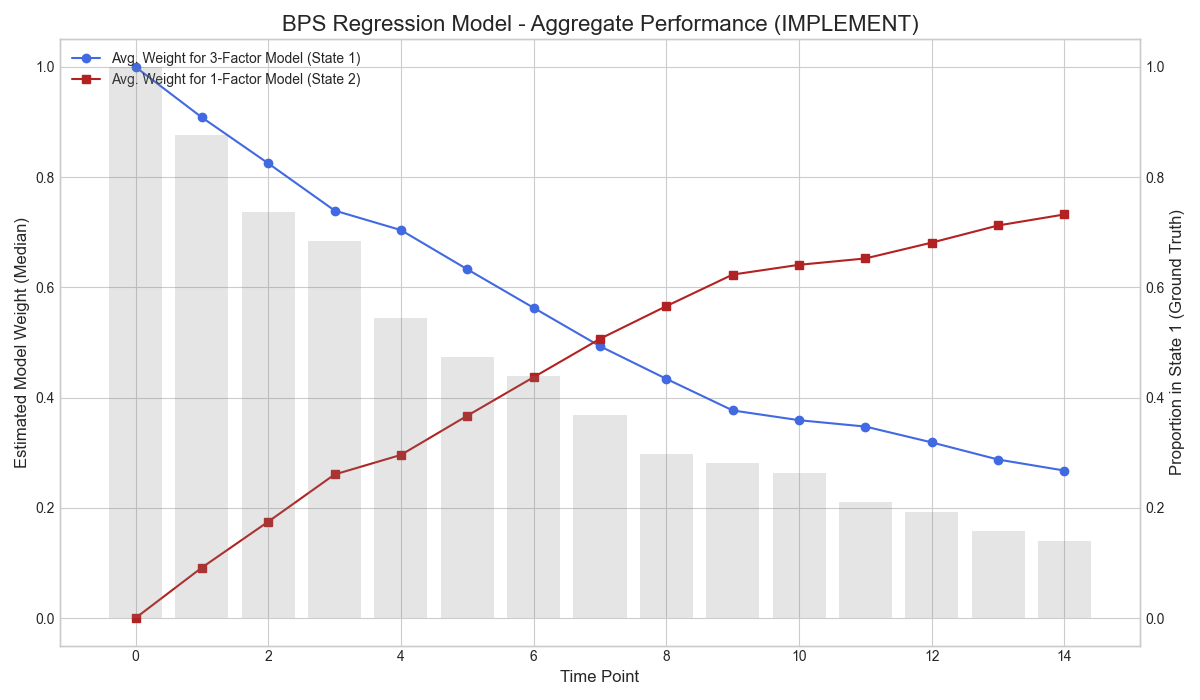 BPS Regression Model - Aggregate Performance (IMPLEMENT)
Avg. Weight for 3-Factor Model (State 1)
Avg. Weight for 1-Factor Model (State 2)
Estimated Model Weight (Median)
1.0
0.8
0.6
0.4
0.2
0.0
Proportion in State 1 (Ground Truth)
1.0
0.8
0.6
0.4
0.2
0.0
0 2 4 6 8 10 12 14
Time Point